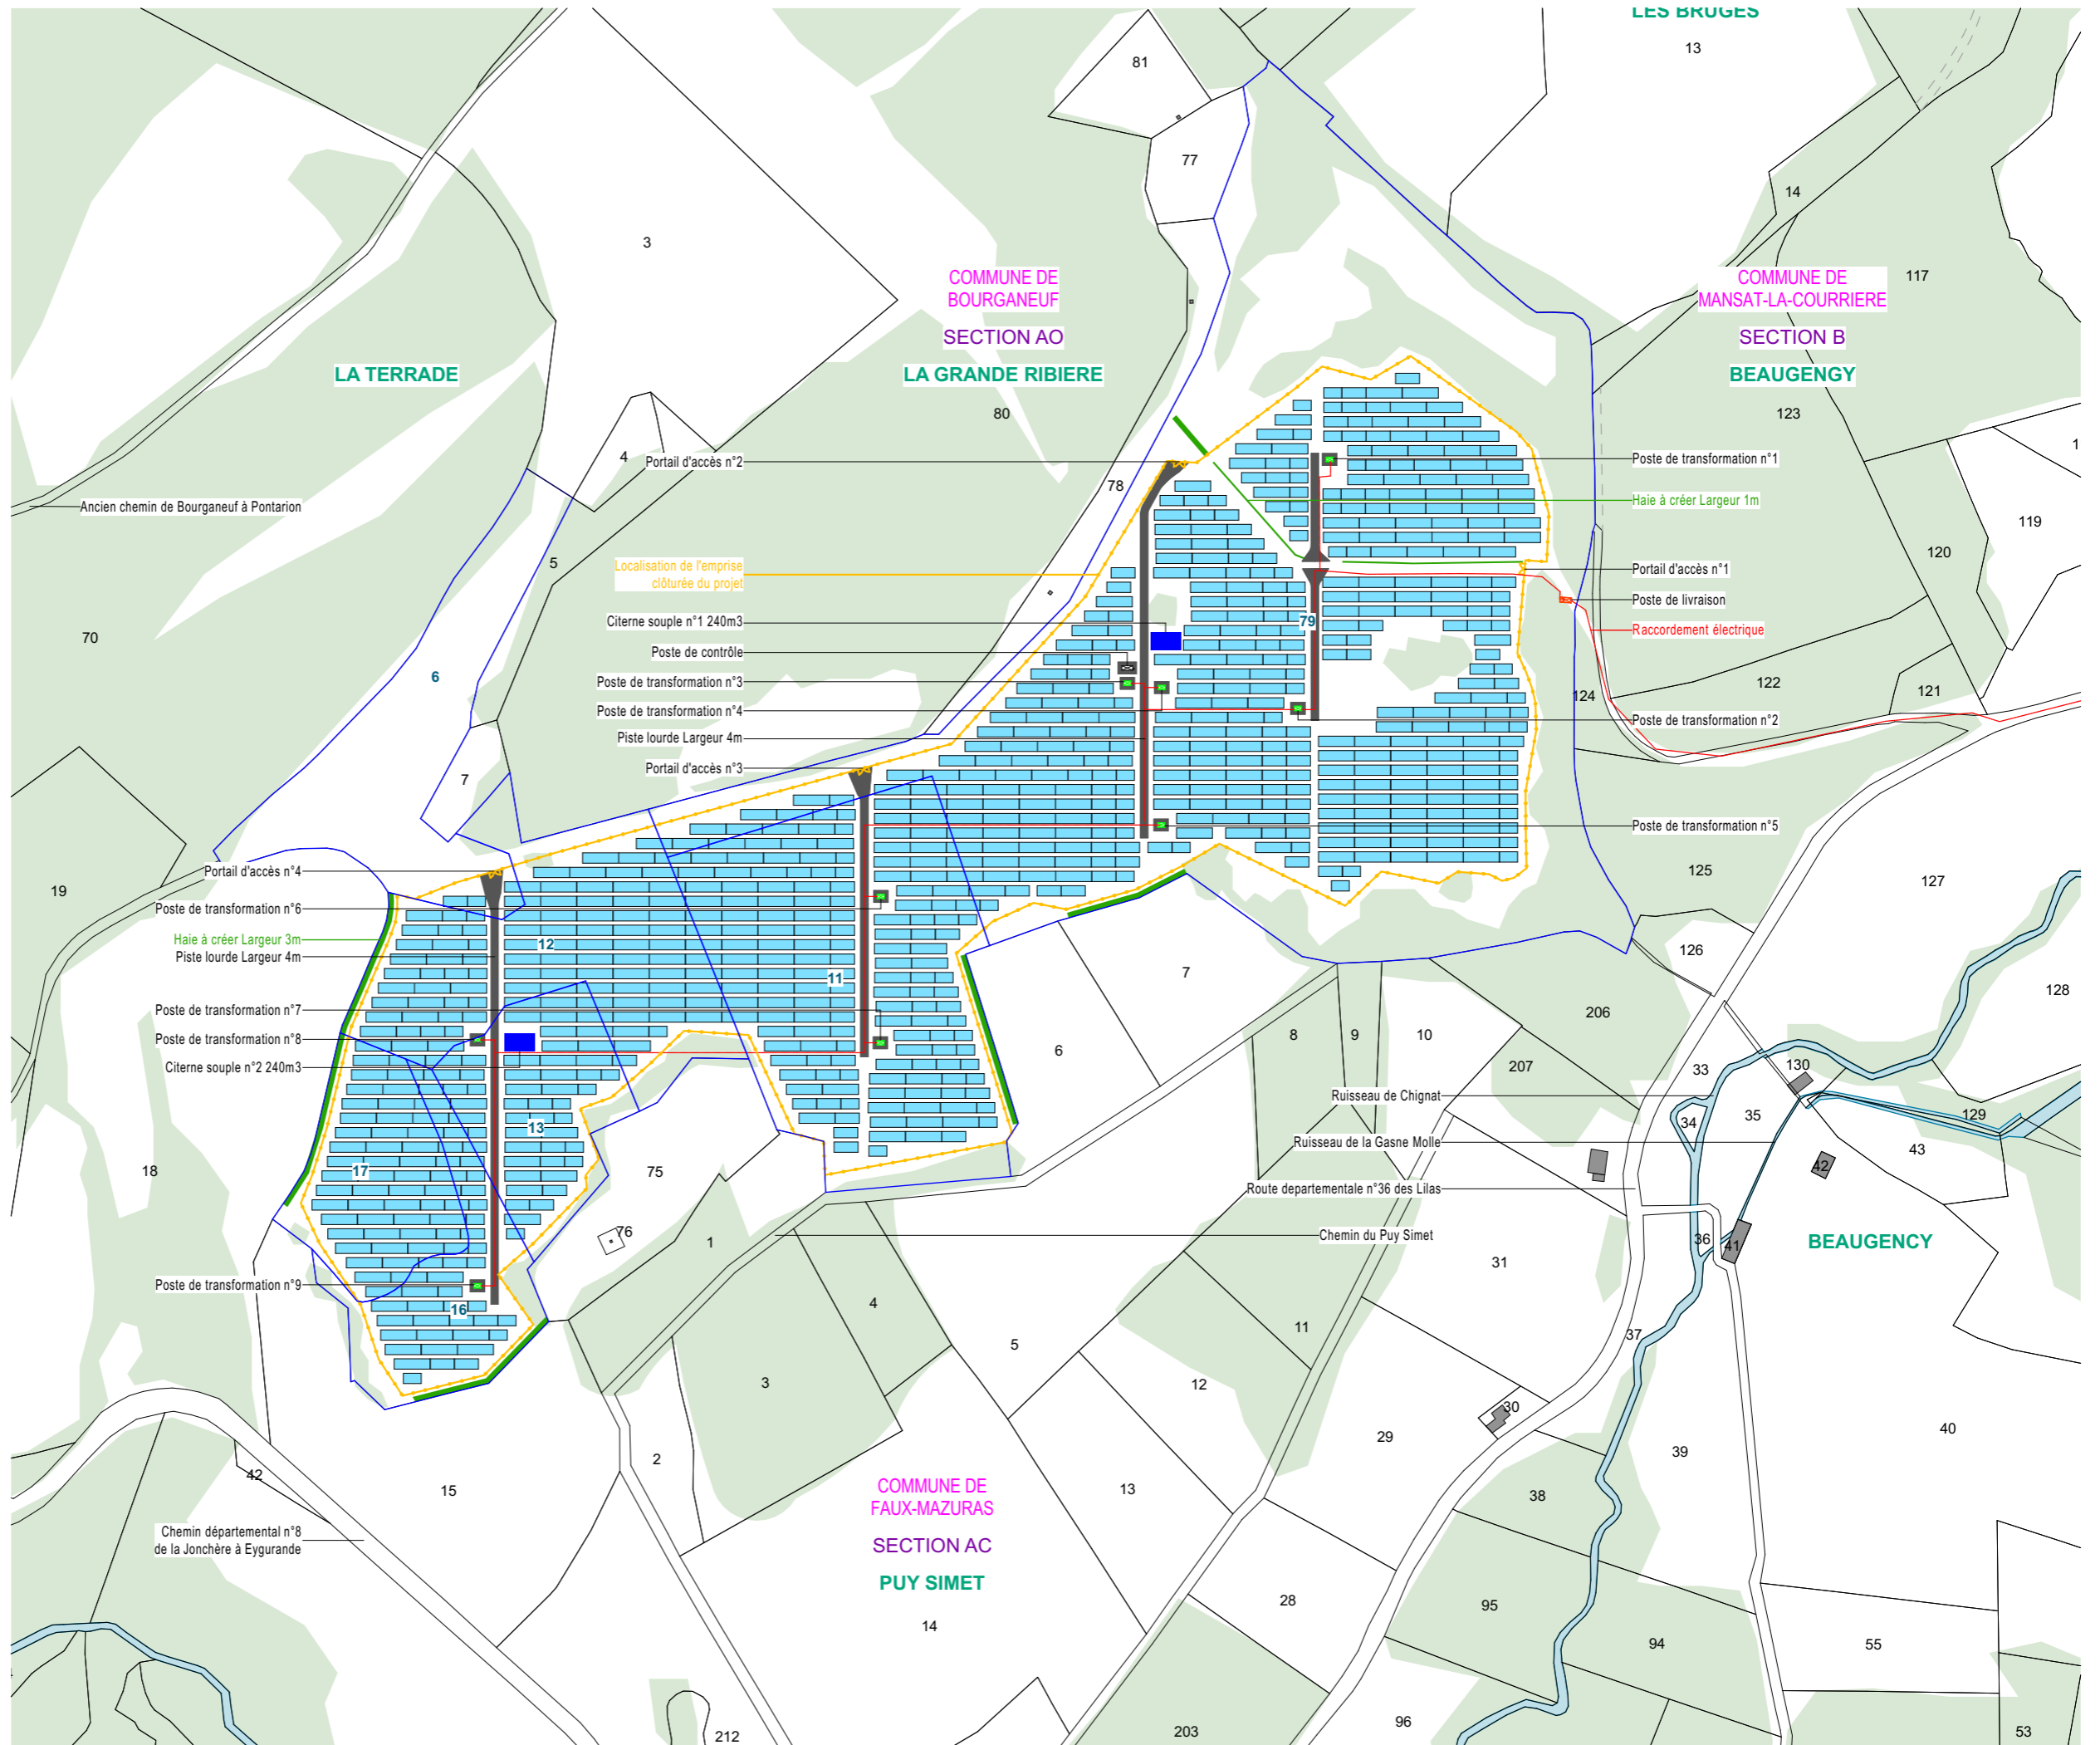 LES BRUGES
13
81
77
14
3
COMMUNE DE
BOURGANEUF
SECTION AO
LA GRANDE RIBIERE
80
COMMUNE DE
MANSAT-LA-COURRIERE
SECTION B
BEAUGENGY
117
123
LA TERRADE
4
Portail d'accès n°2
78
Poste de transformation n°1
1
Ancien chemin de Bourganeuf à Pontarion
Haie à créer Largeur 1m
119
120
5
Localisation de l'emprise
clôturée du projet
Portail d'accès n°1
Poste de livraison
Citerne souple n°1 240m3
79
Raccordement électrique
70
Poste de contrôle
6
Poste de transformation n°3
124
122
121
Poste de transformation n°4
Poste de transformation n°2
Piste lourde Largeur 4m
Portail d'accès n°3
7
Poste de transformation n°5
19
Portail d'accès n°4
125
127
Poste de transformation n°6
Haie à créer Largeur 3m
Piste lourde Largeur 4m
12
11
7
126
128
Poste de transformation n°7
206
Poste de transformation n°8
8
9
10
6
Citerne souple n°2 240m3
207
33
130
Ruisseau de Chignat
35
34
129
13
Ruisseau de la Gasne Molle
43
42
18
17
75
Route departementale n°36 des Lilas
76
1
Chemin du Puy Simet
36
41
BEAUGENCY
31
Poste de transformation n°9
16
4
11
37
5
3
12
30
29
40
39
2
42
15
COMMUNE DE
FAUX-MAZURAS
SECTION AC
PUY SIMET
13
38
Chemin départemental n°8
de la Jonchère à Eygurande
28
95
14
94
55
212
203
96
53